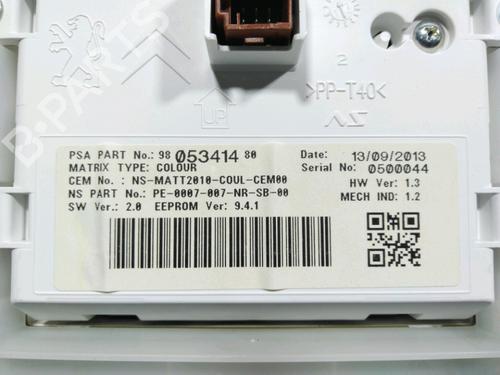 B-PARTS
UP
2
>PP-T40<
NS
PSA PART No.: 98 053414 80
MATRIX TYPE: COLOUR
CEM No. : NS-MATT2010-COUL-CEM00
NS PART No.: PE-0007-007-NR-SB-00
SW Ver.: 2.0 EEPROM Ver: 9.4.1
Date: 13/09/2013
Serial No: 0500044
HW Ver: 1.3
MECH IND: 1.2